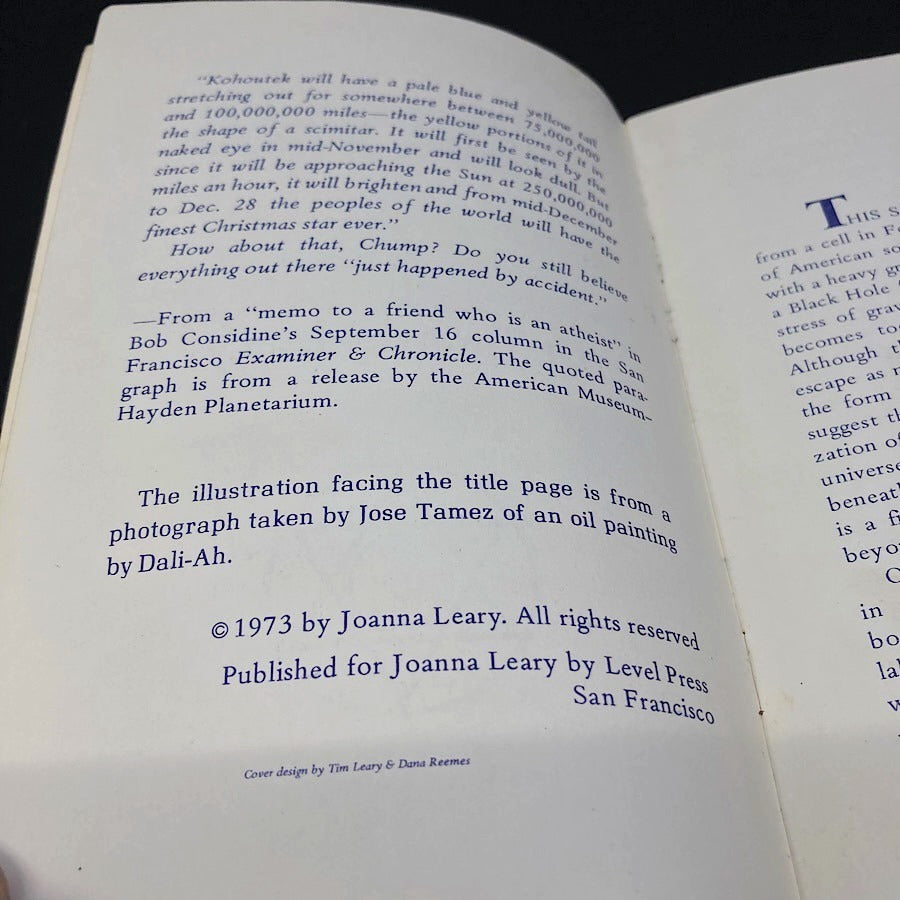 “Kohoutek will have a pale blue and yellow tail
stretching out for somewhere between 75,000,000
and 100,000,000 miles—the yellow portions of it in
the shape of a scimitar. It will first be seen by the
naked eye in mid-November and will look dull. But
since it will be approaching the Sun at 250,000,000
miles an hour, it will brighten and from mid-December
to Dec. 28 the peoples of the world will have the
finest Christmas star ever.”
How about that, Chump? Do you still believe
everything out there “just happened by accident.”
—From a “memo to a friend who is an atheist” in
Bob Considine’s September 16 column in the San
Francisco Examiner & Chronicle. The quoted para-
graph is from a release by the American Museum-
Hayden Planetarium.
The illustration facing the title page is from a
photograph taken by Jose Tamez of an oil painting
by Dali-Ah.
© 1973 by Joanna Leary. All rights reserved
Published for Joanna Leary by Level Press
San Francisco
Cover design by Tim Leary & Dana Reemes
THIS
from a cell in
of American
with a heavy
a Black Hole
stress of
becomes
Although
escape as
the form
suggest
zation
universe
is a
in